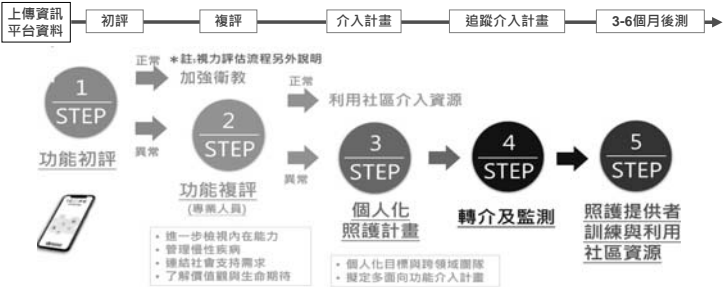 上傳資訊
平台資料
初評
複評
介入計畫
追蹤介入計畫
3-6個月後測
正常
＊註:視力評估流程另外說明
加強衛教
1
STEP
功能初評
異常
正常
利用社區介入資源
2
STEP
功能複評
(專業人員)
異常
3
STEP
個人化
照護計畫
4
STEP
轉介及監測
5
STEP
照護提供者
訓練與利用
社區資源
• 進一步檢視內在能力
• 管理慢性疾病
• 連結社會支持需求
• 了解價值觀與生命期待
• 個人化目標與跨領域團隊
• 擬定多面向功能介入計畫